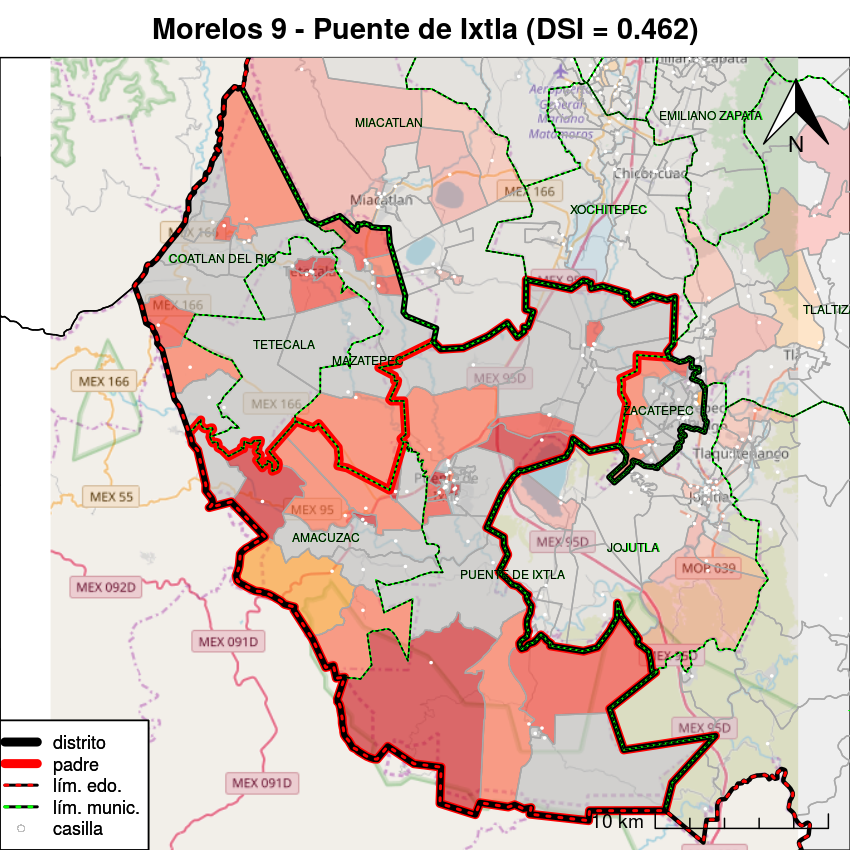 Morelos 9 - Puente de Ixtla (DSI = 0.462)
Emiliano Zapata
Aeropuerto
General
Mariano
Matamoros
EMILIANO ZAPATA
MIACATLAN
N
MEX 166
Miacatlan
XOCHITEPEC
MEX 166
COATLAN DEL RIO
Tetecala
MEX 95D
MEX 166
TETECALA
MAZATEPEC
MEX 166
MEX 95D
MEX 166
ZACATEPEC
Tlaquiltenango
MEX 55
MEX 95
Puente de
Jojutla
AMACUZAC
MEX 95D
JOJUTLA
PUENTE DE IXTLA
MOR 039
MEX 092D
MEX 091D
MEX 95D
MEX 95D
MEX 091D
distrito
padre
lím. edo.
lím. munic.
casilla
10 km